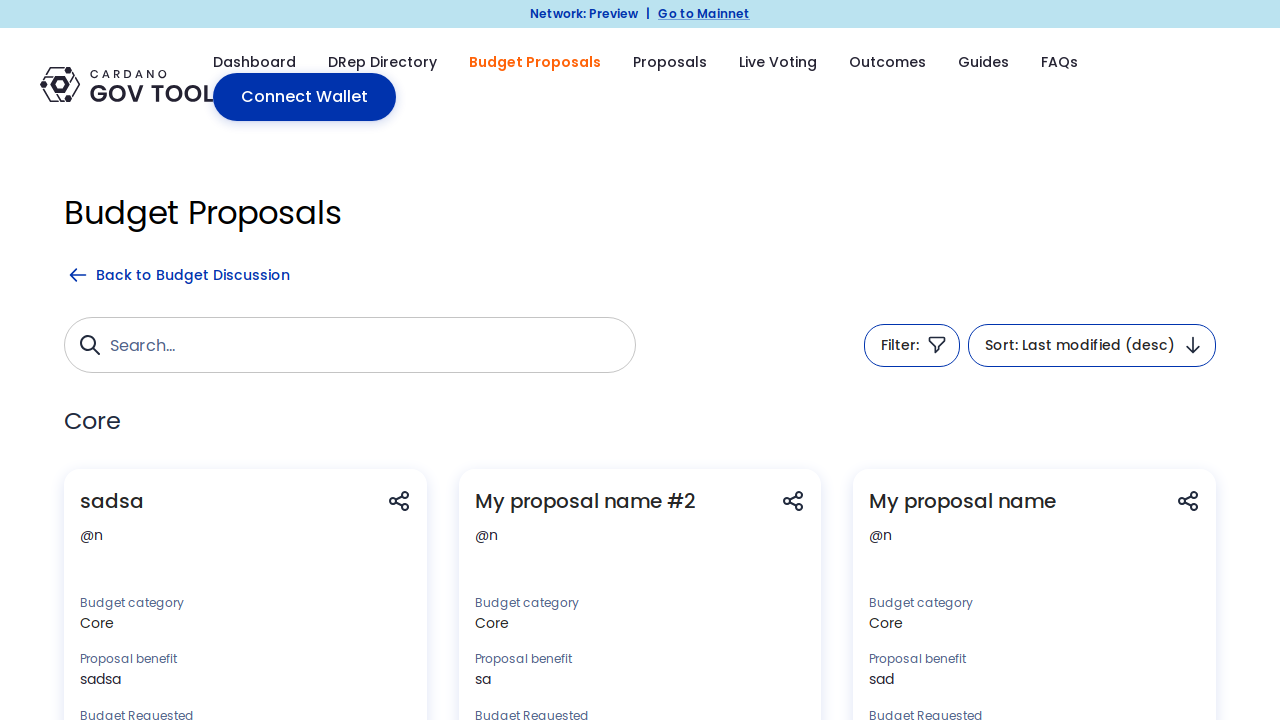 Network: Preview | Go to Mainnet
CARDANO
GOV TOOL
Dashboard DRep Directory Budget Proposals Proposals Live Voting Outcomes Guides FAQs
Connect Wallet
Budget Proposals
Back to Budget Discussion
Search...
Filter:
Sort: Last modified (desc)
Core
sadsa
@n
Budget category
Core
Proposal benefit
sadsa
Budget Requested
My proposal name #2
@n
Budget category
Core
Proposal benefit
sa
Budget Requested
My proposal name
@n
Budget category
Core
Proposal benefit
sad
Budget Requested